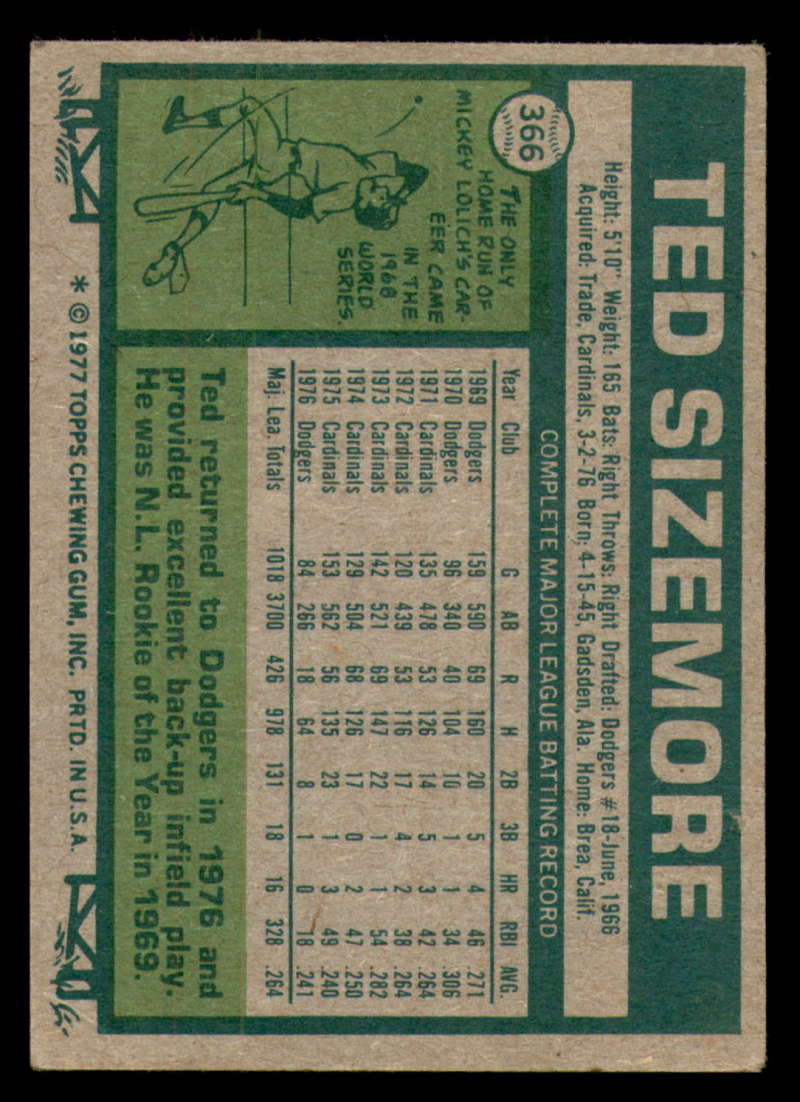 366
TED SIZEMORE
Height: 5'10" Weight: 165 Bats: Right Throws: Right Drafted: Dodgers #18-June, 1966
Acquired: Trade, Cardinals, 3-2-76 Born: 4-15-45, Gadsden, Ala. Home: Brea, Calif.
THE ONLY
HOME RUN OF
MICKEY LOLICH'S CAR-
EER CAME
IN THE
1968
WORLD
SERIES.
COMPLETE MAJOR LEAGUE BATTING RECORD
Year Club G AB R H 2B 3B HR RBI AVG.
1969 Dodgers 159 590 69 160 20 5 4 46 .271
1970 Dodgers 96 340 40 104 10 1 1 34 .306
1971 Cardinals 135 478 53 126 14 5 3 42 .264
1972 Cardinals 120 439 53 116 17 4 2 38 .264
1973 Cardinals 142 521 69 147 22 1 1 54 .282
1974 Cardinals 129 504 68 126 17 0 2 47 .250
1975 Cardinals 153 562 56 135 23 1 3 49 .240
1976 Dodgers 84 266 18 64 8 1 0 18 .241
Maj. Lea. Totals 1018 3700 426 978 131 18 16 328 .264
Ted returned to Dodgers in 1976 and
provided excellent back-up infield play.
He was N.L. Rookie of the Year in 1969.
* © 1977 TOPPS CHEWING GUM, INC. PRTD. IN U.S.A.